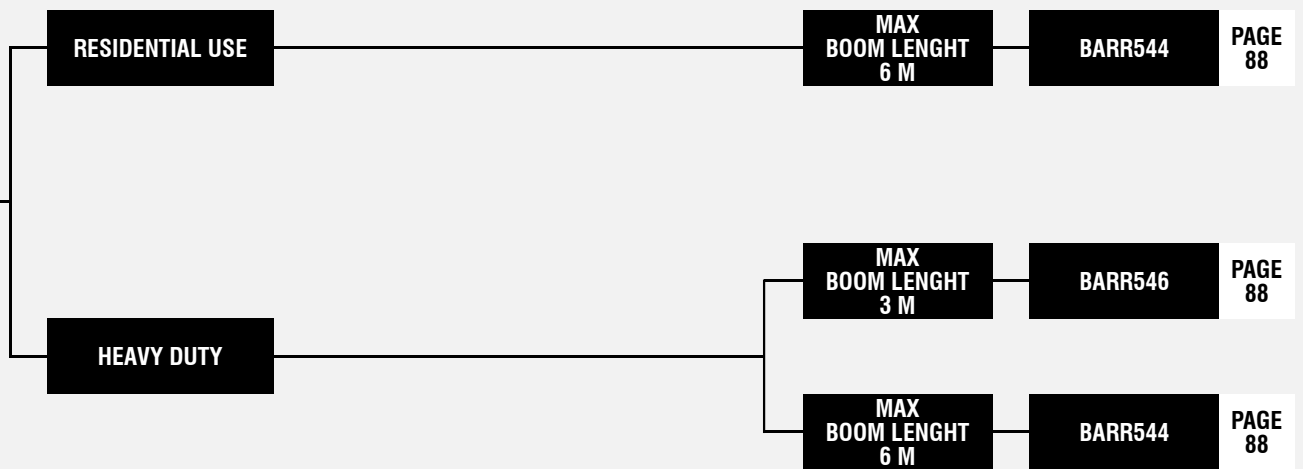 RESIDENTIAL USE
MAX
BOOM LENGHT
6 M
BARR544
PAGE
88
MAX
BOOM LENGHT
3 M
BARR546
PAGE
88
HEAVY DUTY
MAX
BOOM LENGHT
6 M
BARR544
PAGE
88